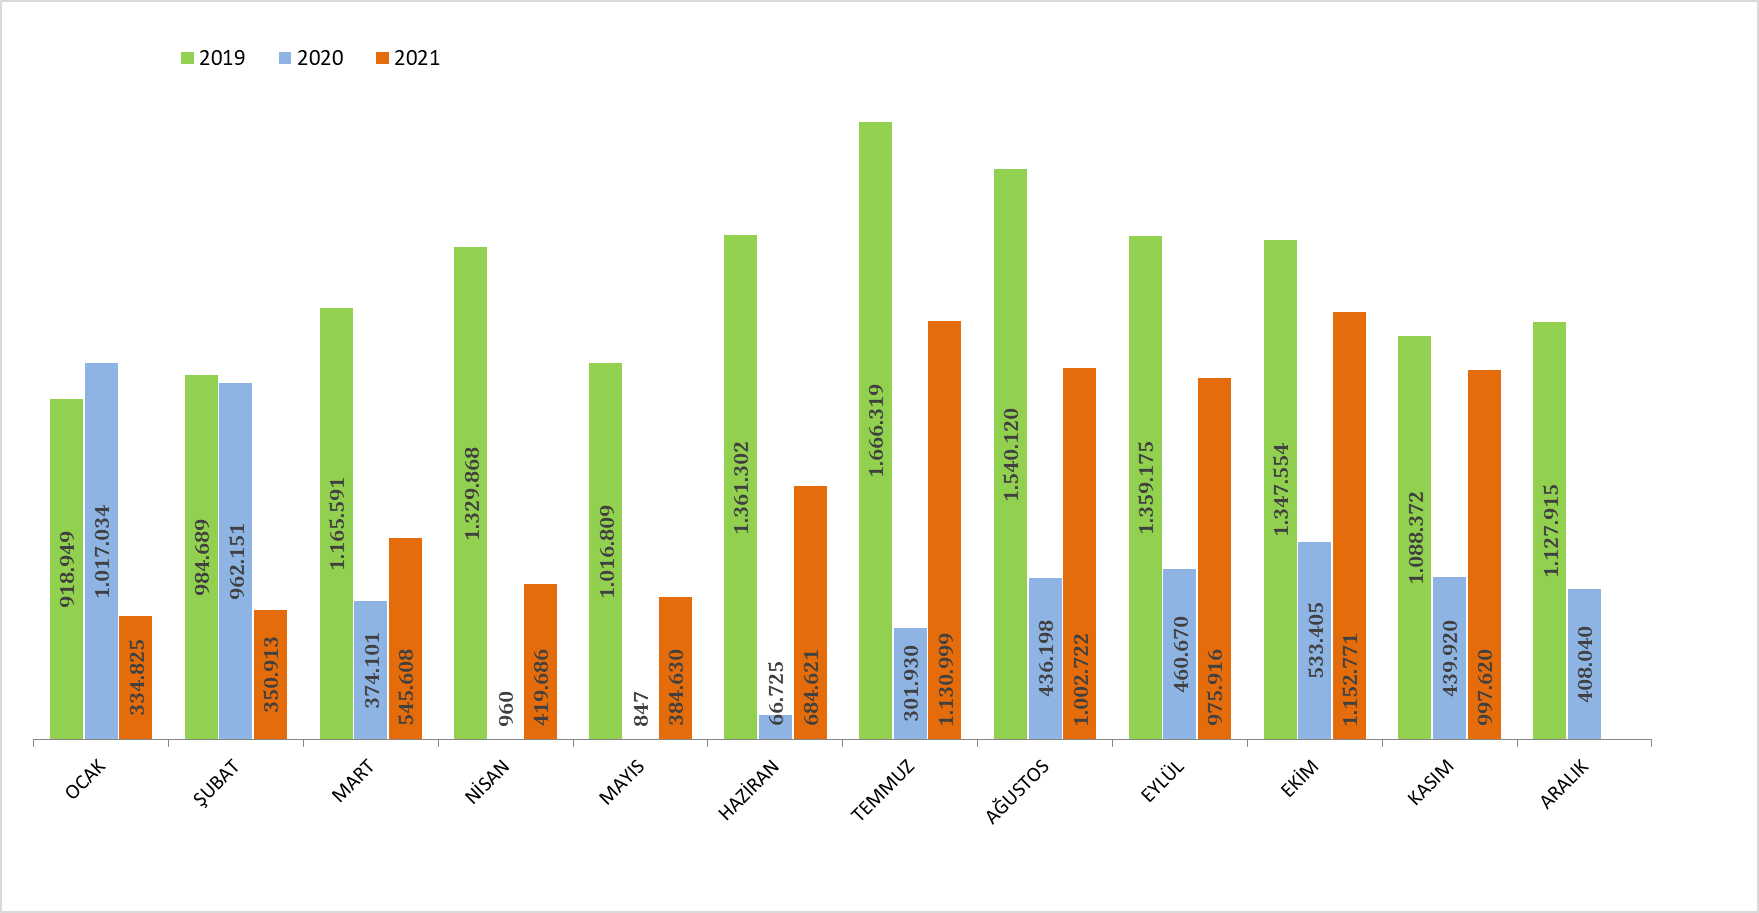 2019 2020 2021
918.949 1.017.034 334.825
984.689 962.151 350.913
1.165.591 374.101 545.608
1.329.868 960 419.686
1.016.809 847 384.630
1.361.302 66.725 684.621
1.666.319 301.930 1.130.999
1.540.120 436.198 1.002.722
1.359.175 460.670 975.916
1.347.554 533.405 1.152.771
1.088.372 439.920 997.620
1.127.915 408.040
OCAK ŞUBAT MART NİSAN MAYIS HAZİRAN TEMMUZ AĞUSTOS EYLÜL EKİM KASIM ARALIK